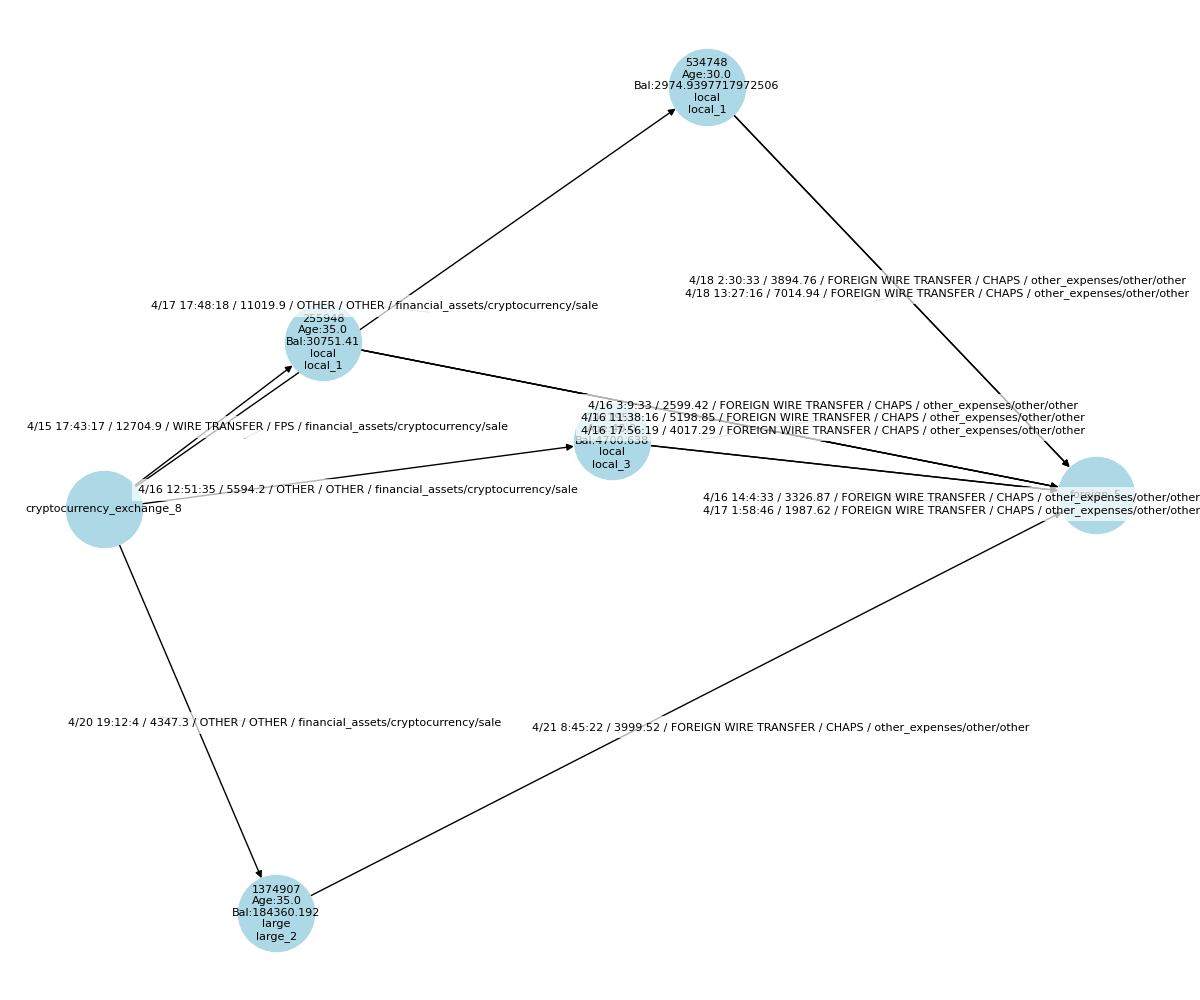 534748
Age:30.0
Bal:2974.9397717972506
local
local_1
4/18 2:30:33 / 3894.76 / FOREIGN WIRE TRANSFER / CHAPS / other_expenses/other/other
4/18 13:27:16 / 7014.94 / FOREIGN WIRE TRANSFER / CHAPS / other_expenses/other/other
4/17 17:48:18 / 11019.9 / OTHER / OTHER / financial_assets/cryptocurrency/sale
255948
Age:35.0
Bal:30751.41
local
local_1
4/16 3:9:33 / 2599.42 / FOREIGN WIRE TRANSFER / CHAPS / other_expenses/other/other
4/16 11:38:16 / 5198.85 / FOREIGN WIRE TRANSFER / CHAPS / other_expenses/other/other
4/16 17:56:19 / 4017.29 / FOREIGN WIRE TRANSFER / CHAPS / other_expenses/other/other
Bal:4700.638
local
local_3
4/15 17:43:17 / 12704.9 / WIRE TRANSFER / FPS / financial_assets/cryptocurrency/sale
4/16 12:51:35 / 5594.2 / OTHER / OTHER / financial_assets/cryptocurrency/sale
cryptocurrency_exchange_8
4/16 14:4:33 / 3326.87 / FOREIGN WIRE TRANSFER / CHAPS / other_expenses/other/other
4/17 1:58:46 / 1987.62 / FOREIGN WIRE TRANSFER / CHAPS / other_expenses/other/other
4/20 19:12:4 / 4347.3 / OTHER / OTHER / financial_assets/cryptocurrency/sale
4/21 8:45:22 / 3999.52 / FOREIGN WIRE TRANSFER / CHAPS / other_expenses/other/other
1374907
Age:35.0
Bal:184360.192
large
large_2